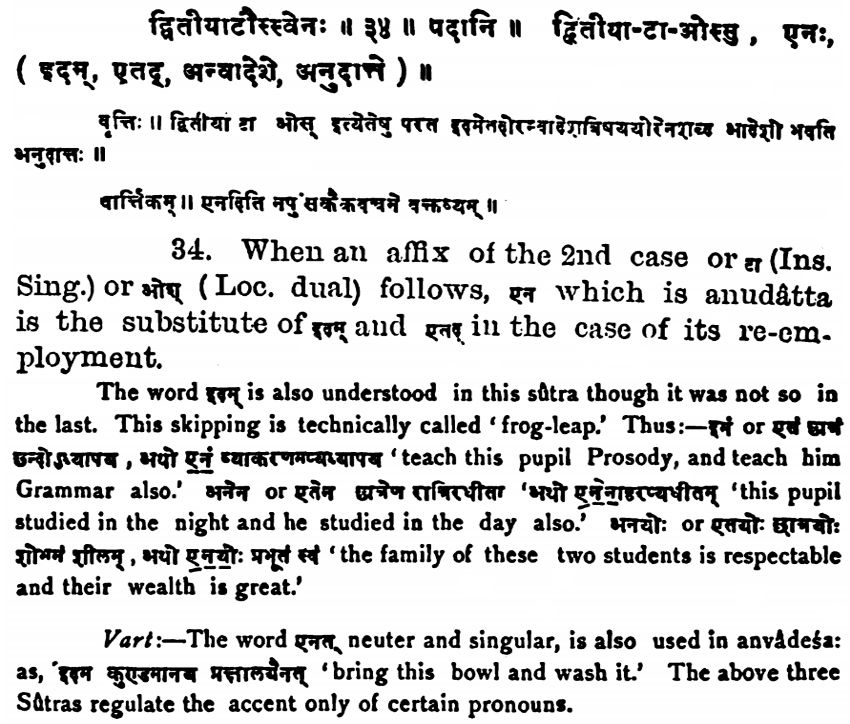 द्वितीयाटौस्स्वेनः ॥ ३४ ॥ पदानि ॥ द्वितीया-टा-ओस्सु , एनः,
( इदम्, एतद्, अन्वादेशे, अनुदात्ते ) ॥
वृत्तिः ॥ द्वितीयां टा ओस् इत्येतेषु परत इदमेतदोरन्वादेशविषययोरेनशब्द आदेशो भवति
अनुदात्तः ॥
वार्त्तिकम् ॥ एनदिति नपुंसकैकवचने वक्तव्यम् ॥
34. When an affix of the 2nd case or टा (Ins.
Sing.) or ओस् ( Loc. dual) follows, एन which is anudâtta
is the substitute of इदम् and एतद् in the case of its re-em-
ployment.
The word इदम् is also understood in this sûtra though it was not so in
the last. This skipping is technically called ‘frog-leap.’ Thus:—इमं or एतं छात्रं
छन्दोऽध्यापय , अथो एनं व्याकरणमप्यध्यापय ‘teach this pupil Prosody, and teach him
Grammar also.’ अनेन or एतेन छात्रेण रात्रिरधीता ‘अथो एनेनाहरप्यधीतम् ‘this pupil
studied in the night and he studied in the day also.’ अनयोः or एतयोः छात्रयोः
शोभनं शीलम् , अथो एनयोः प्रभूतं स्वं ‘the family of these two students is respectable
and their wealth is great.’
Vart:—The word एनत् neuter and singular, is also used in anvâdeśa:
as, ‘इदम कुण्डमानय प्रक्षालयैनत् ‘bring this bowl and wash it.’ The above three
Sûtras regulate the accent only of certain pronouns.